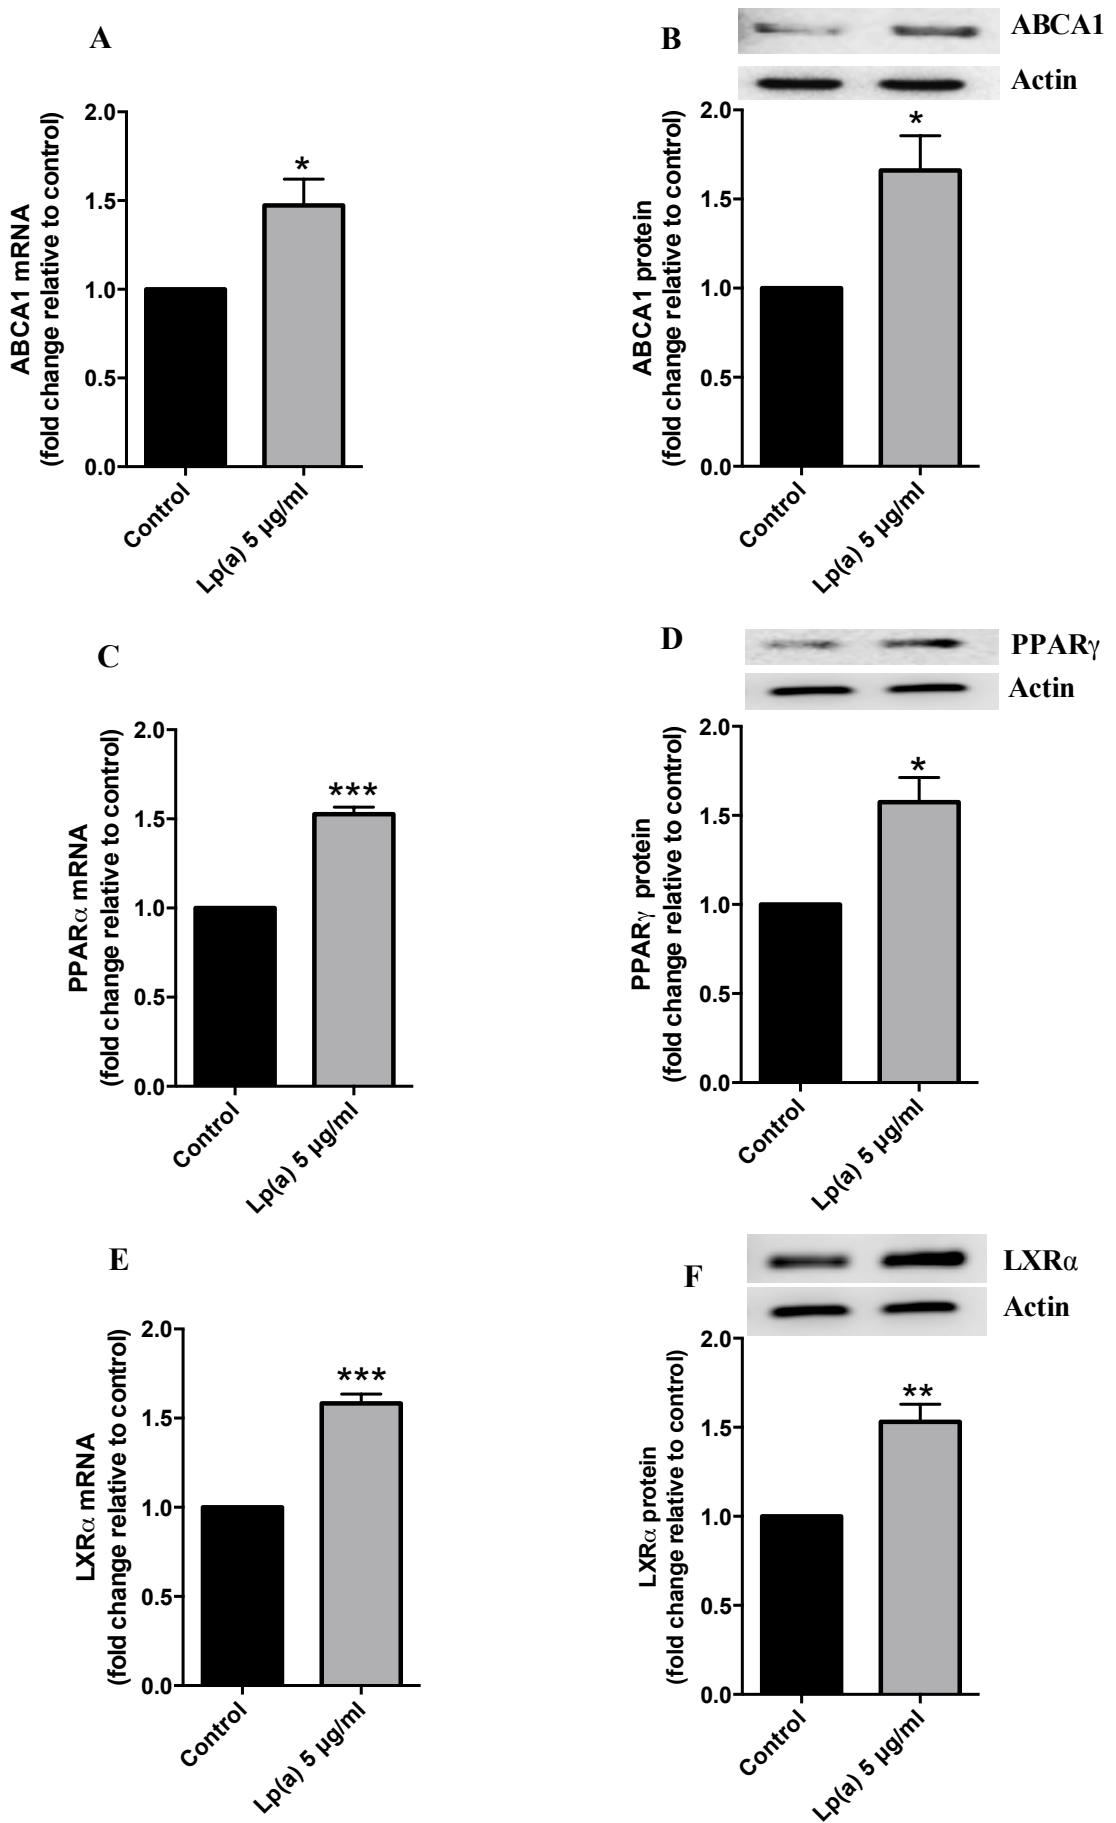 A
ABCA1 mRNA
(fold change relative to control)
2.0
1.5
1.0
0.5
0.0
*
Control
Lp(a) 5 µg/ml
B
ABCA1
Actin
ABCA1 protein
(fold change relative to control)
2.0
1.5
1.0
0.5
0.0
*
Control
Lp(a) 5 µg/ml
C
PPARα mRNA
(fold change relative to control)
2.0
1.5
1.0
0.5
0.0
***
Control
Lp(a) 5 µg/ml
D
PPARγ
Actin
PPARγ protein
(fold change relative to control)
2.0
1.5
1.0
0.5
0.0
*
Control
Lp(a) 5 µg/ml
E
LXRα mRNA
(fold change relative to control)
2.0
1.5
1.0
0.5
0.0
***
Control
Lp(a) 5 µg/ml
F
LXRα
Actin
LXRα protein
(fold change relative to control)
2.0
1.5
1.0
0.5
0.0
**
Control
Lp(a) 5 µg/ml